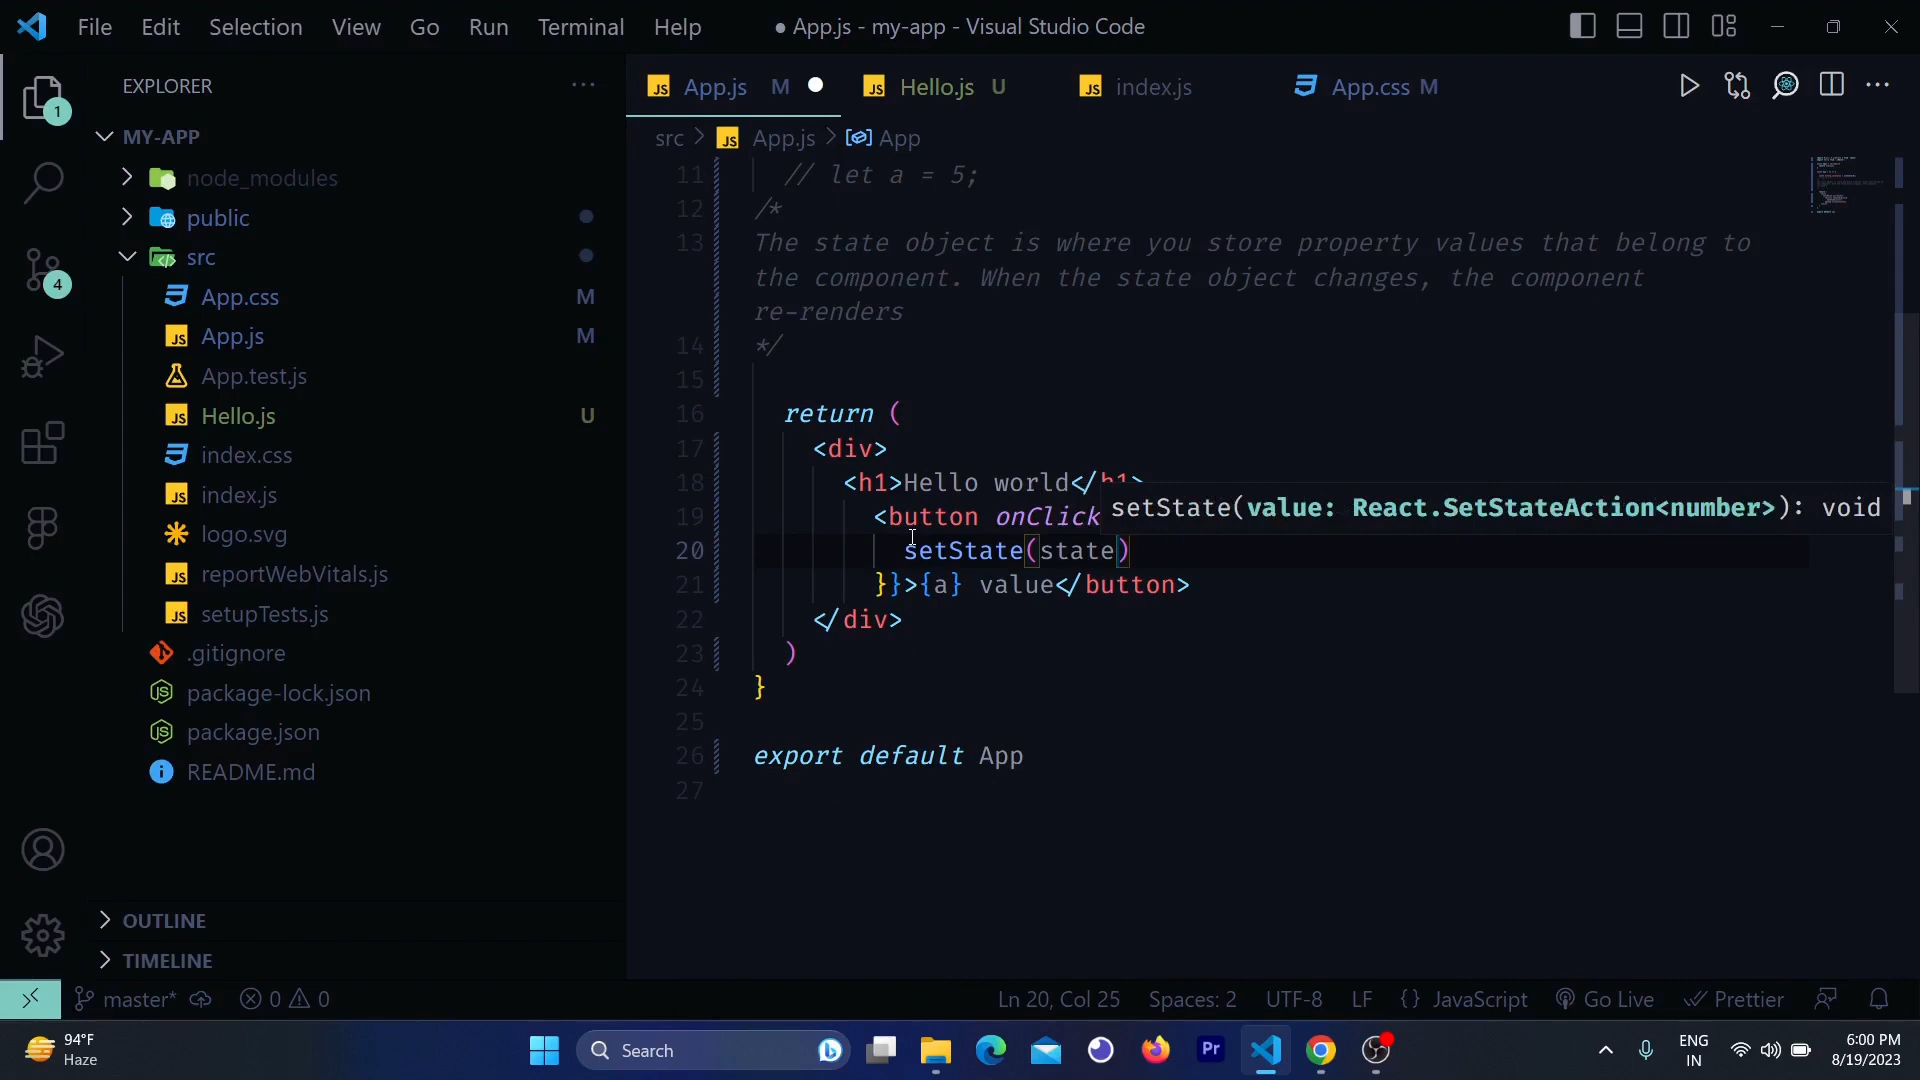 File Edit Selection View Go Run Terminal Help
● App.js - my-app - Visual Studio Code
EXPLORER
MY-APP
node_modules
public
src
App.css M
App.js M
App.test.js
Hello.js U
index.css
index.js
logo.svg
reportWebVitals.js
setupTests.js
.gitignore
package-lock.json
package.json
README.md
OUTLINE
TIMELINE
1
4
App.js M
Hello.js U
index.js
App.css M
src > App.js > App
11 // let a = 5;
12 /*
13 The state object is where you store property values that belong to
the component. When the state object changes, the component
re-renders
14 */
15
16 return (
17 <div>
18 <h1>Hello world</h1>
19 <button onClick
setState(value: React.SetStateAction<number>): void
20 setState(state)
21 }}>{a} value</button>
22 </div>
23 )
24 }
25
26 export default App
27
master* 0 0
Ln 20, Col 25 Spaces: 2 UTF-8 LF {} JavaScript Go Live Prettier
94°F
Haze
Search
Pr
ENG
IN
6:00 PM
8/19/2023